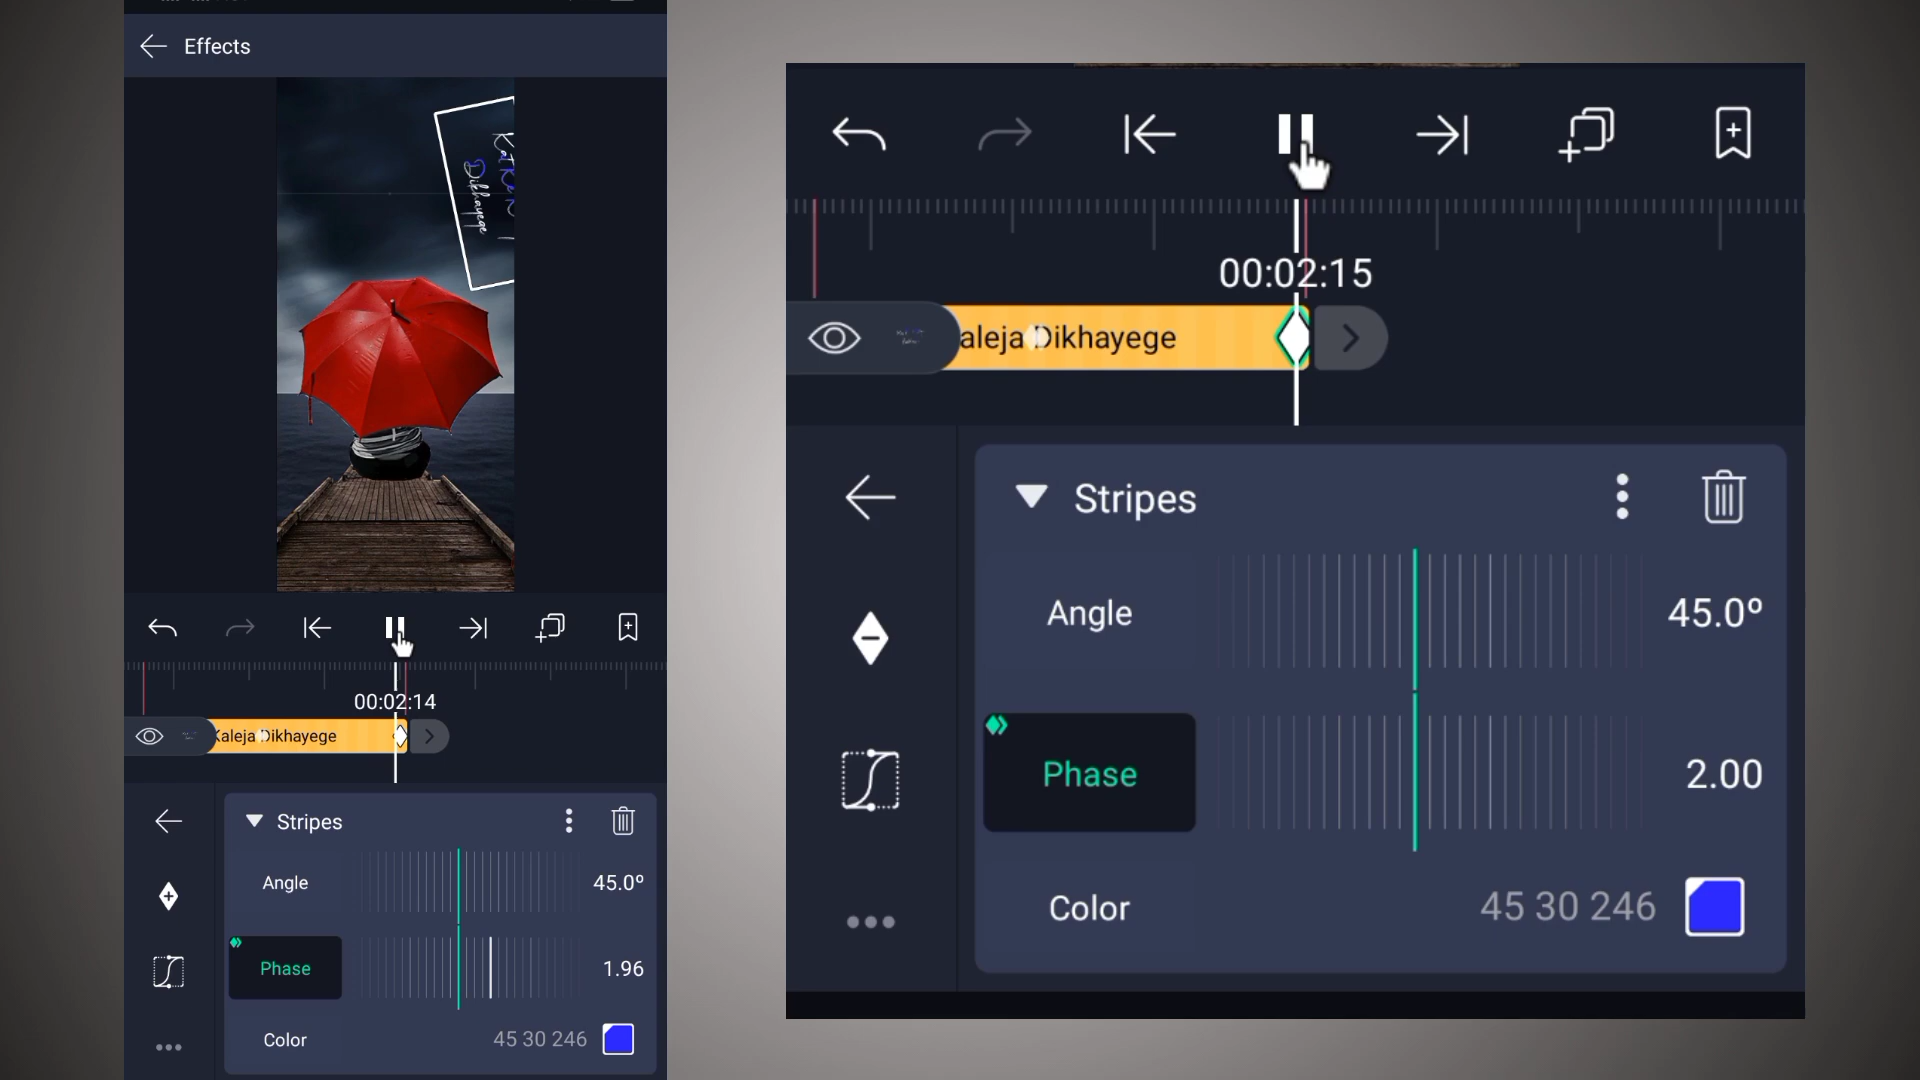 Effects
Dikhayege
00:02:14
Kaleja Dikhayege
Stripes
Angle
45.0º
Phase
1.96
Color
45 30 246
00:02:15
aleja Dikhayege
Stripes
Angle
45.0º
Phase
2.00
Color
45 30 246